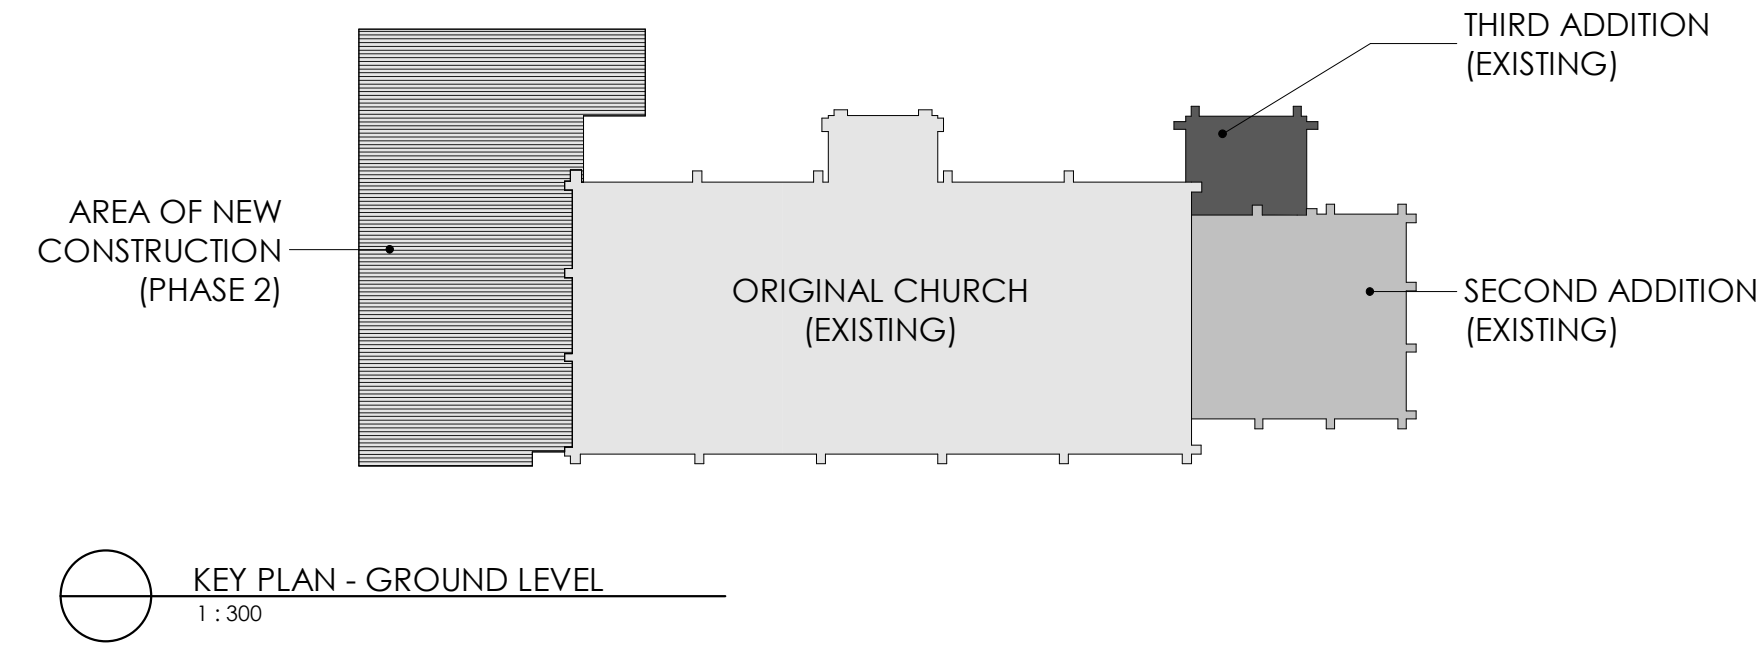 THIRD ADDITION
(EXISTING)
AREA OF NEW
CONSTRUCTION
(PHASE 2)
ORIGINAL CHURCH
(EXISTING)
SECOND ADDITION
(EXISTING)
KEY PLAN - GROUND LEVEL
1 : 300